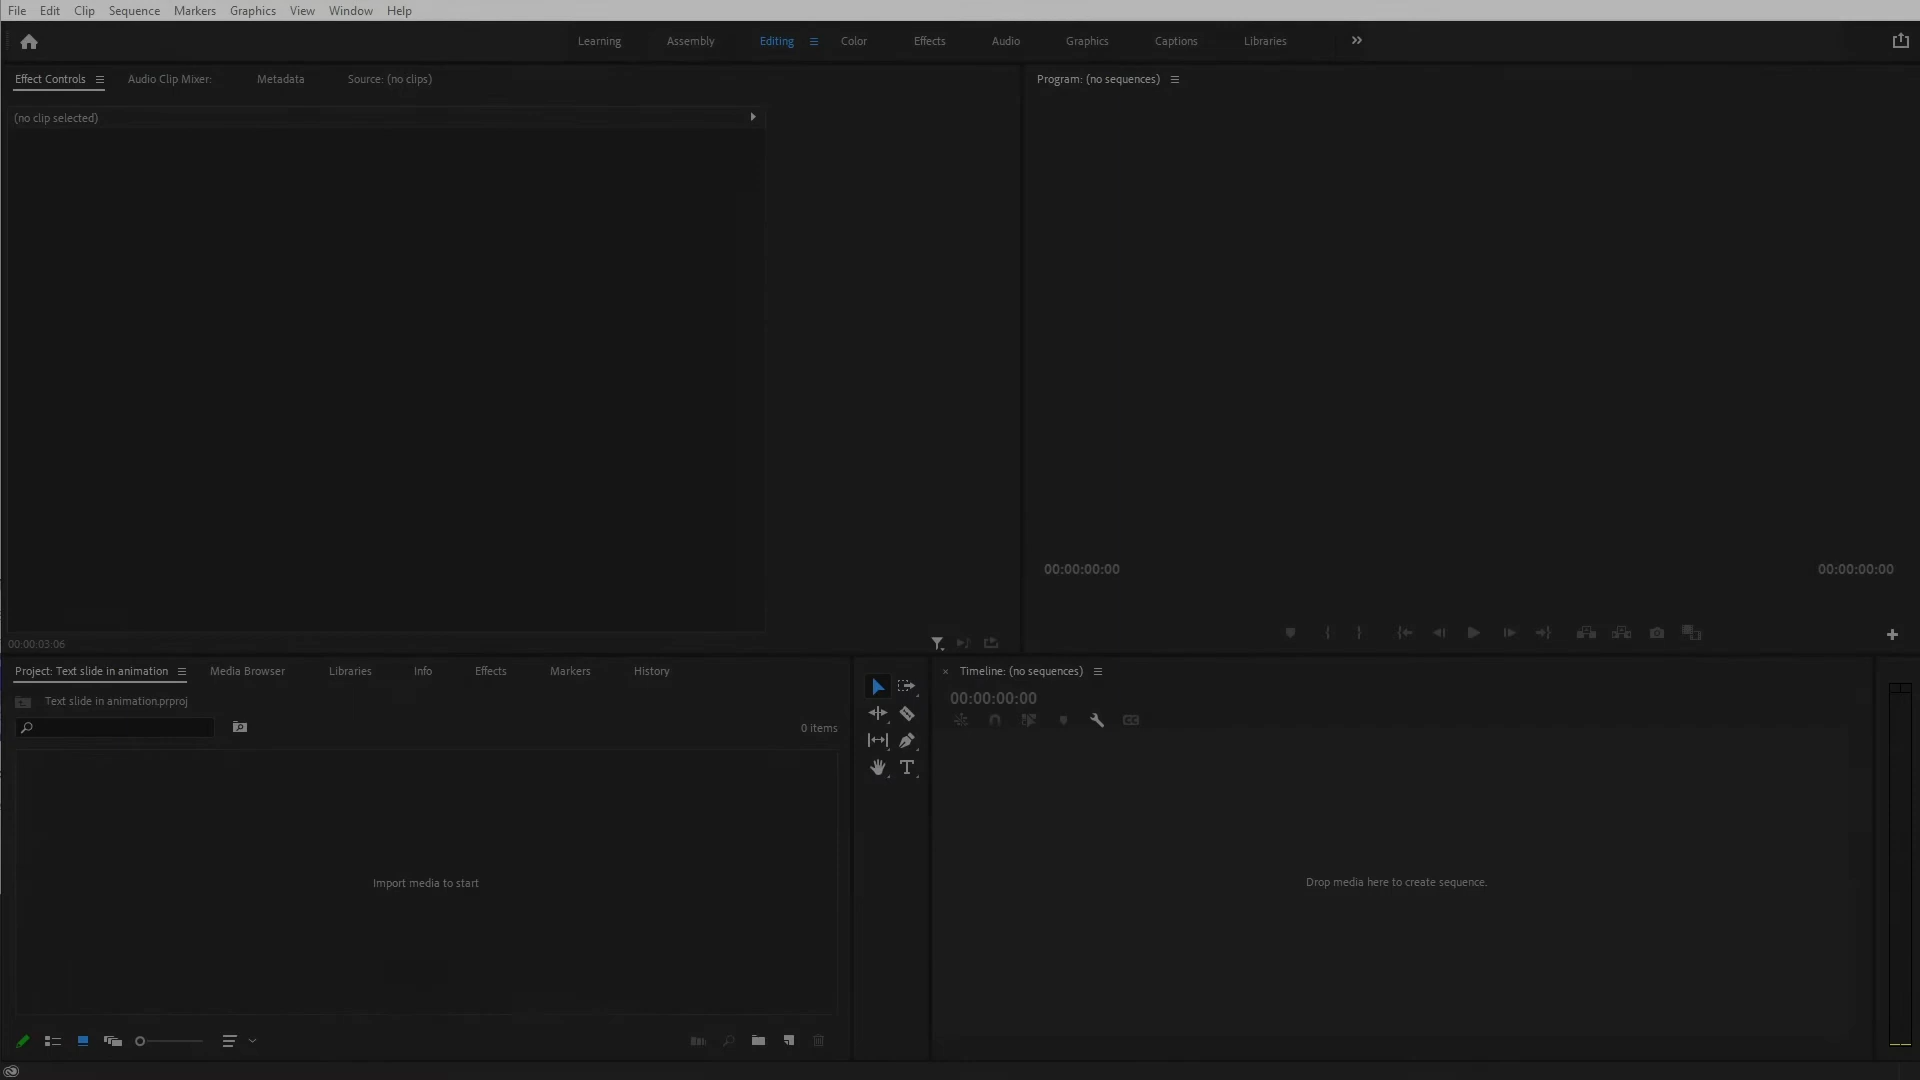 File Edit Clip Sequence Markers Graphics View Window Help
Learning Assembly Editing Color Effects Audio Graphics Captions Libraries
Effect Controls Audio Clip Mixer: Metadata Source: (no clips)
Program: (no sequences)
(no clip selected)
00:00:00:00 00:00:00:00
00:00:03:06
Project: Text slide in animation Media Browser Libraries Info Effects Markers History
Text slide in animation.prproj
0 items
Import media to start
Timeline: (no sequences)
00:00:00:00
Drop media here to create sequence.